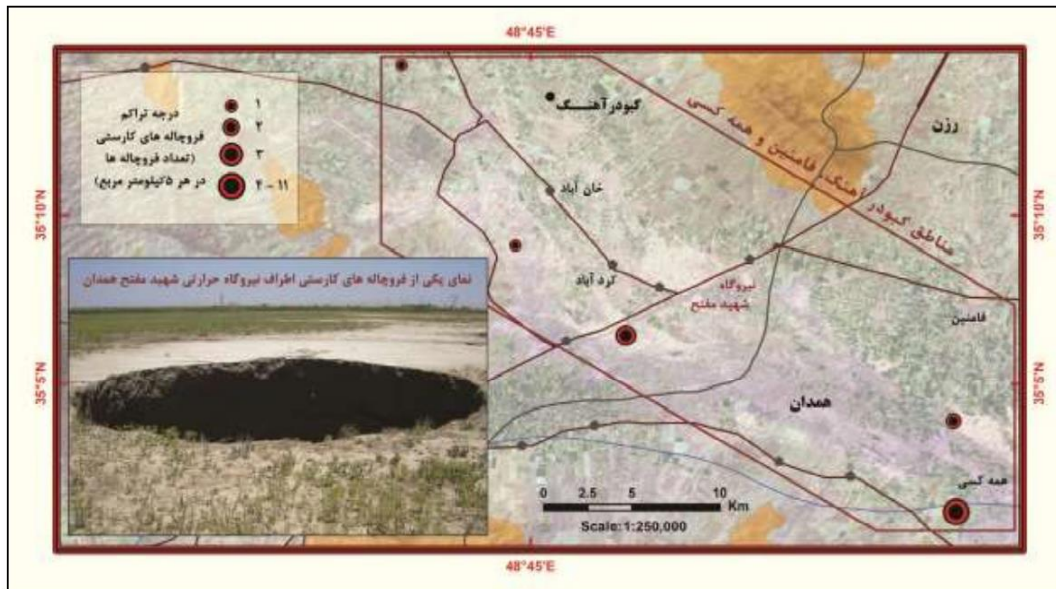 48°45'E
۱
۲
۳
۴ - ۱۱
درجه تراکم
فروچاله های کارستی
(تعداد فروچاله ها
در هر ۵کیلومتر مربع)
کبودرآهنگ
رزن
مناطق کبودر آهنگ، فامنین و همه کسی
خان آباد
35°10'N
35°10'N
کرد آباد
نیروگاه
شهید مفتح
فامنین
نمای یکی از فروچاله های کارستی اطراف نیروگاه حرارتی شهید مفتح همدان
35°5'N
35°5'N
همدان
همه کسی
0 2.5 5 10
Km
Scale: 1:250,000
48°45'E